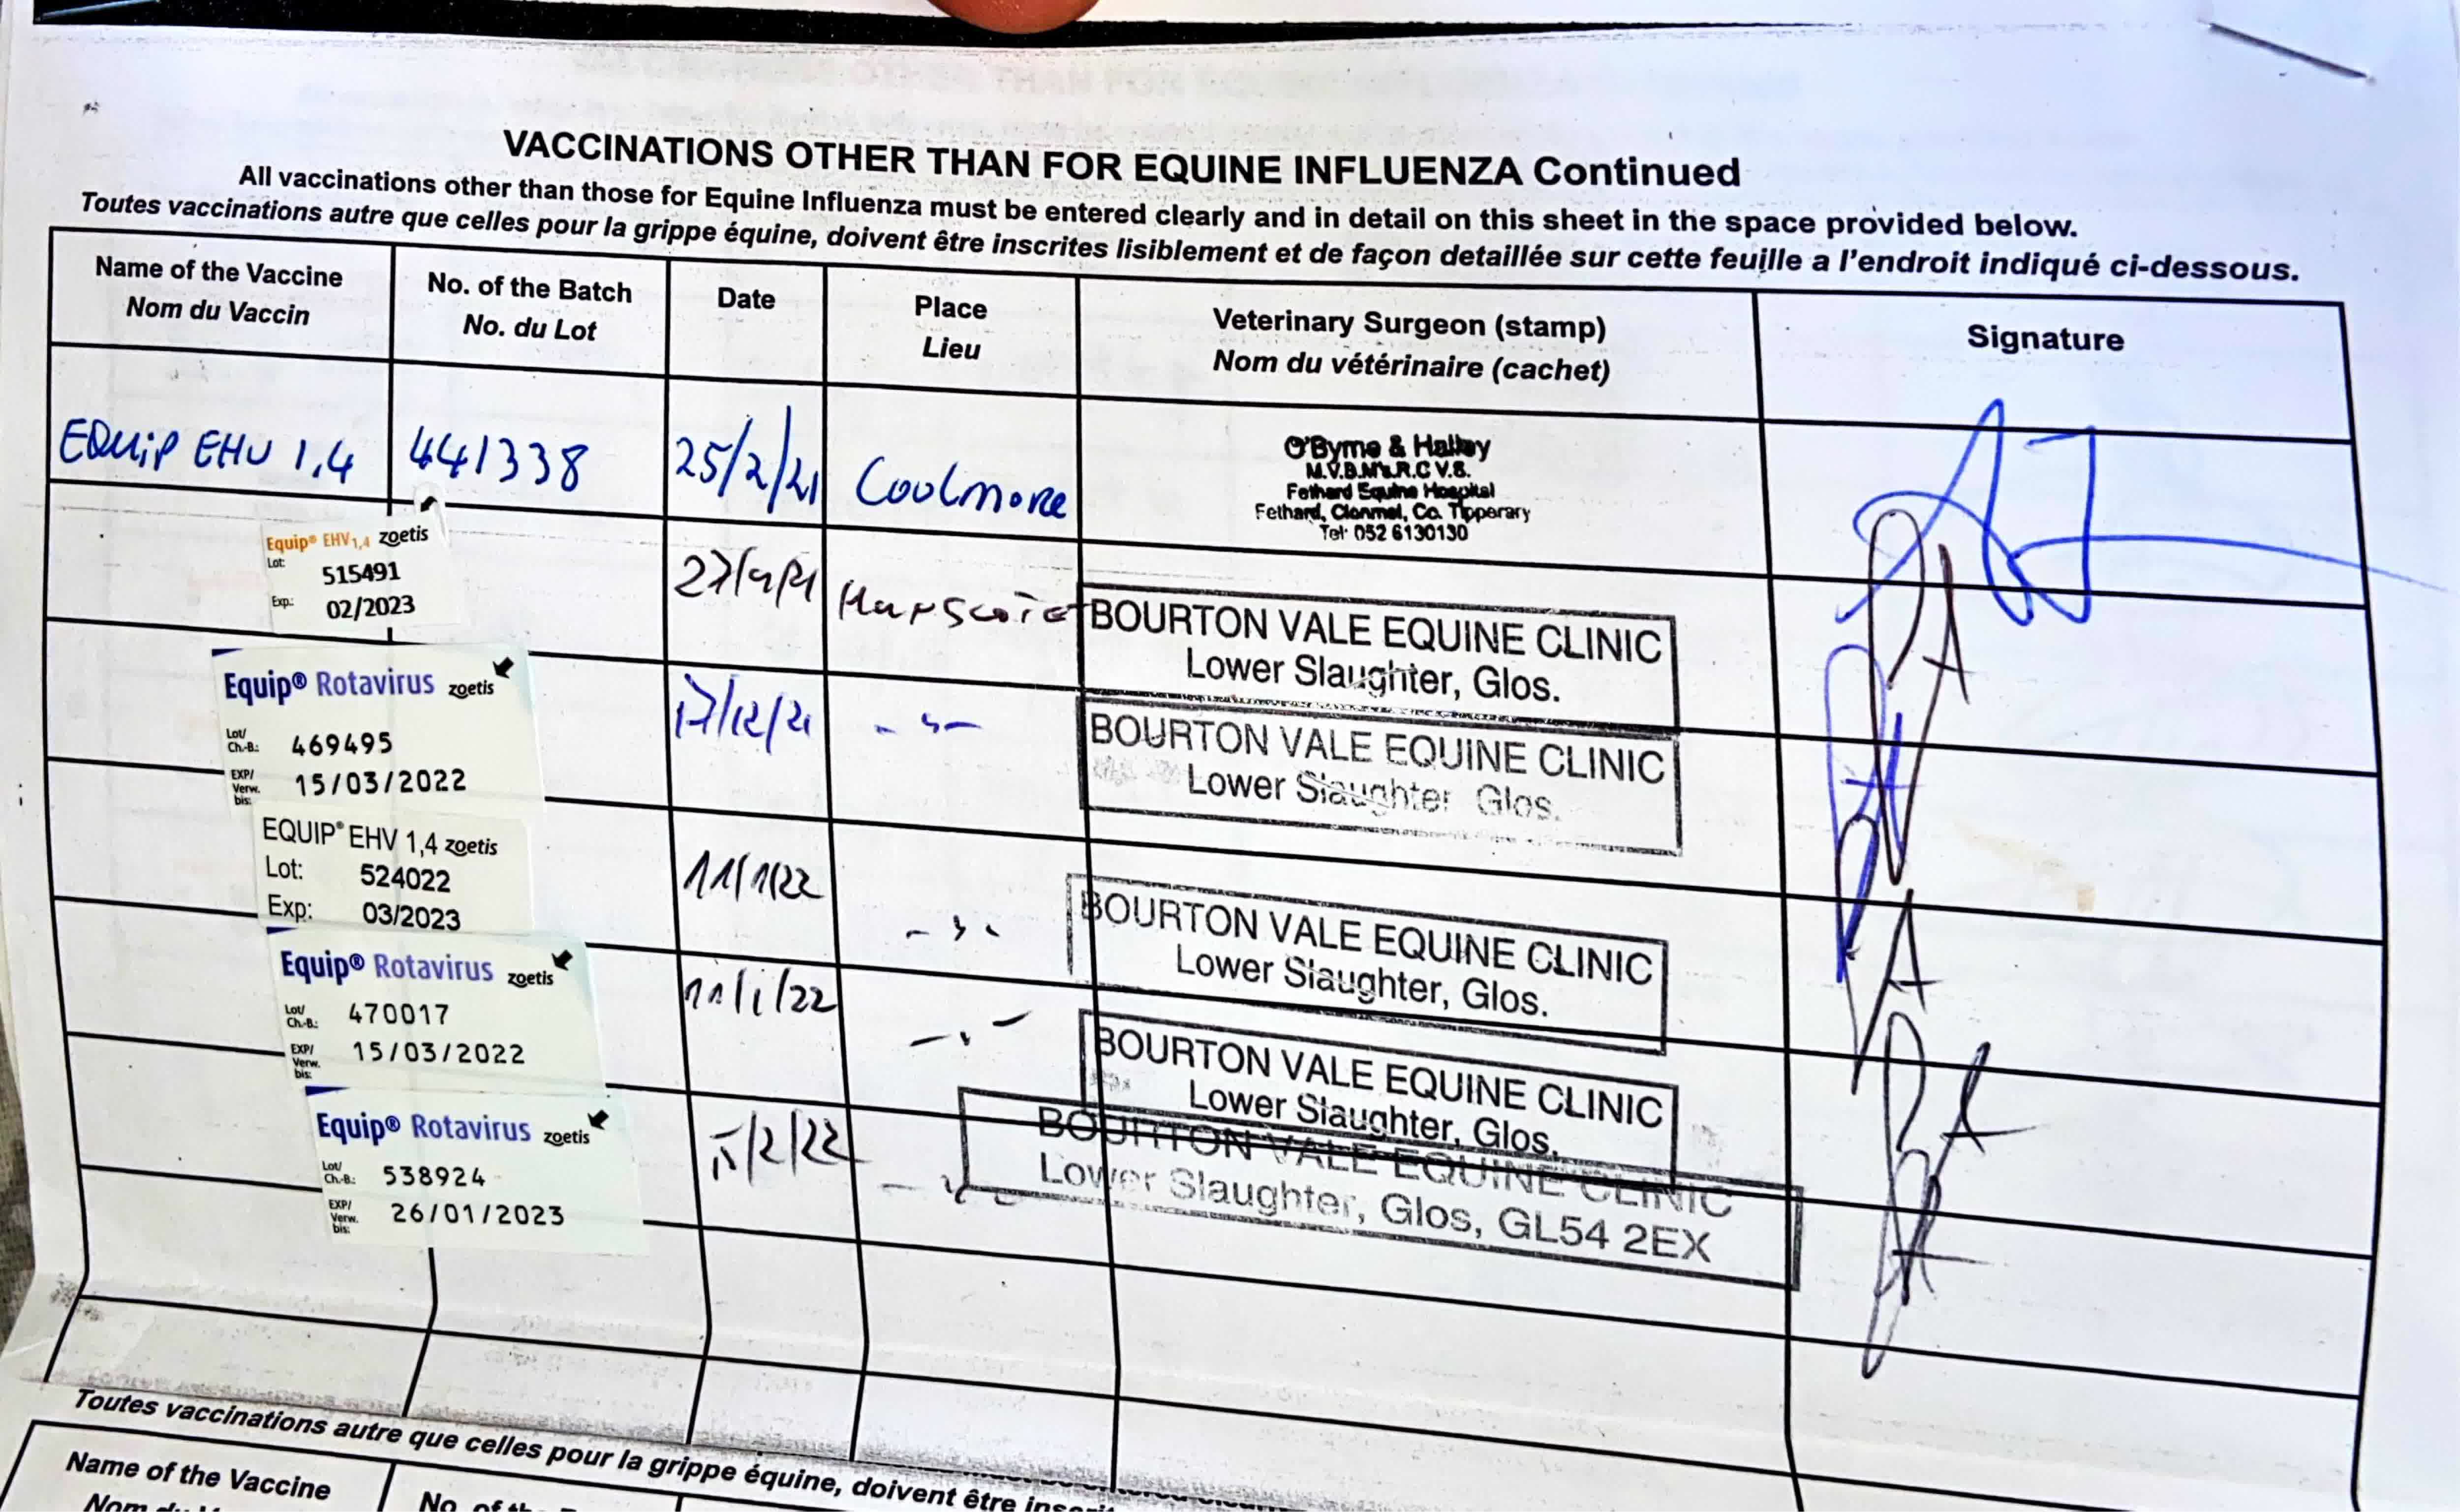 VACCINATIONS OTHER THAN FOR EQUINE INFLUENZA Continued
All vaccinations other than those for Equine Influenza must be entered clearly and in detail on this sheet in the space provided below.
Toutes vaccinations autre que celles pour la grippe équine, doivent être inscrites lisiblement et de façon detaillée sur cette feuille a l'endroit indiqué ci-dessous.
Name of the Vaccine
Nom du Vaccin
No. of the Batch
No. du Lot
Date
Place
Lieu
Veterinary Surgeon (stamp)
Nom du vétérinaire (cachet)
Signature
EQuiP EHV 1,4
441338
25/2/21
Coolmore
O'Byrne & Halley
M.V.B.M's.R.C.V.S.
Fethard Equine Hospital
Fethard, Clonmel, Co. Tipperary
Tel: 052 6130130
Equip® EHV1,4 zoetis
Lot: 515491
Exp.: 02/2023
BOURTON VALE EQUINE CLINIC
Lower Slaughter, Glos.
Equip® Rotavirus zoetis
Lot/
Ch.-B.: 469495
EXP/
Verw.
bis: 15/03/2022
17/12/21
BOURTON VALE EQUINE CLINIC
Lower Slaughter Glos.
EQUIP® EHV 1,4 zoetis
Lot: 524022
Exp: 03/2023
11/1/22
BOURTON VALE EQUINE CLINIC
Lower Slaughter, Glos.
Equip® Rotavirus zoetis
Lot/
Ch.-B.: 470017
EXP/
Verw.
bis: 15/03/2022
11/1/22
BOURTON VALE EQUINE CLINIC
Lower Slaughter, Glos.
Equip® Rotavirus zoetis
Lot/
Ch.-B.: 538924
EXP/
Verw.
bis: 26/01/2023
BOURTON VALE EQUINE CLINIC
Lower Slaughter, Glos, GL54 2EX
Toutes vaccinations autre que celles pour la grippe équine, doivent être
Name of the Vaccine
No. of